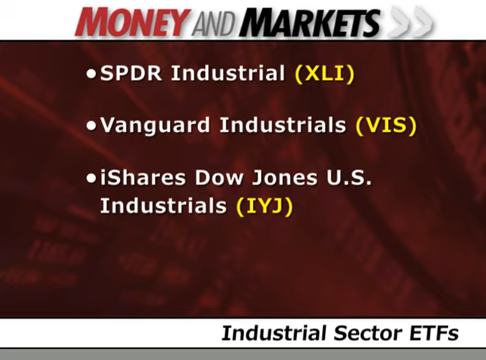 MONEY AND MARKETS
• SPDR Industrial (XLI)
• Vanguard Industrials (VIS)
• iShares Dow Jones U.S.
Industrials (IYJ)
Industrial Sector ETFs